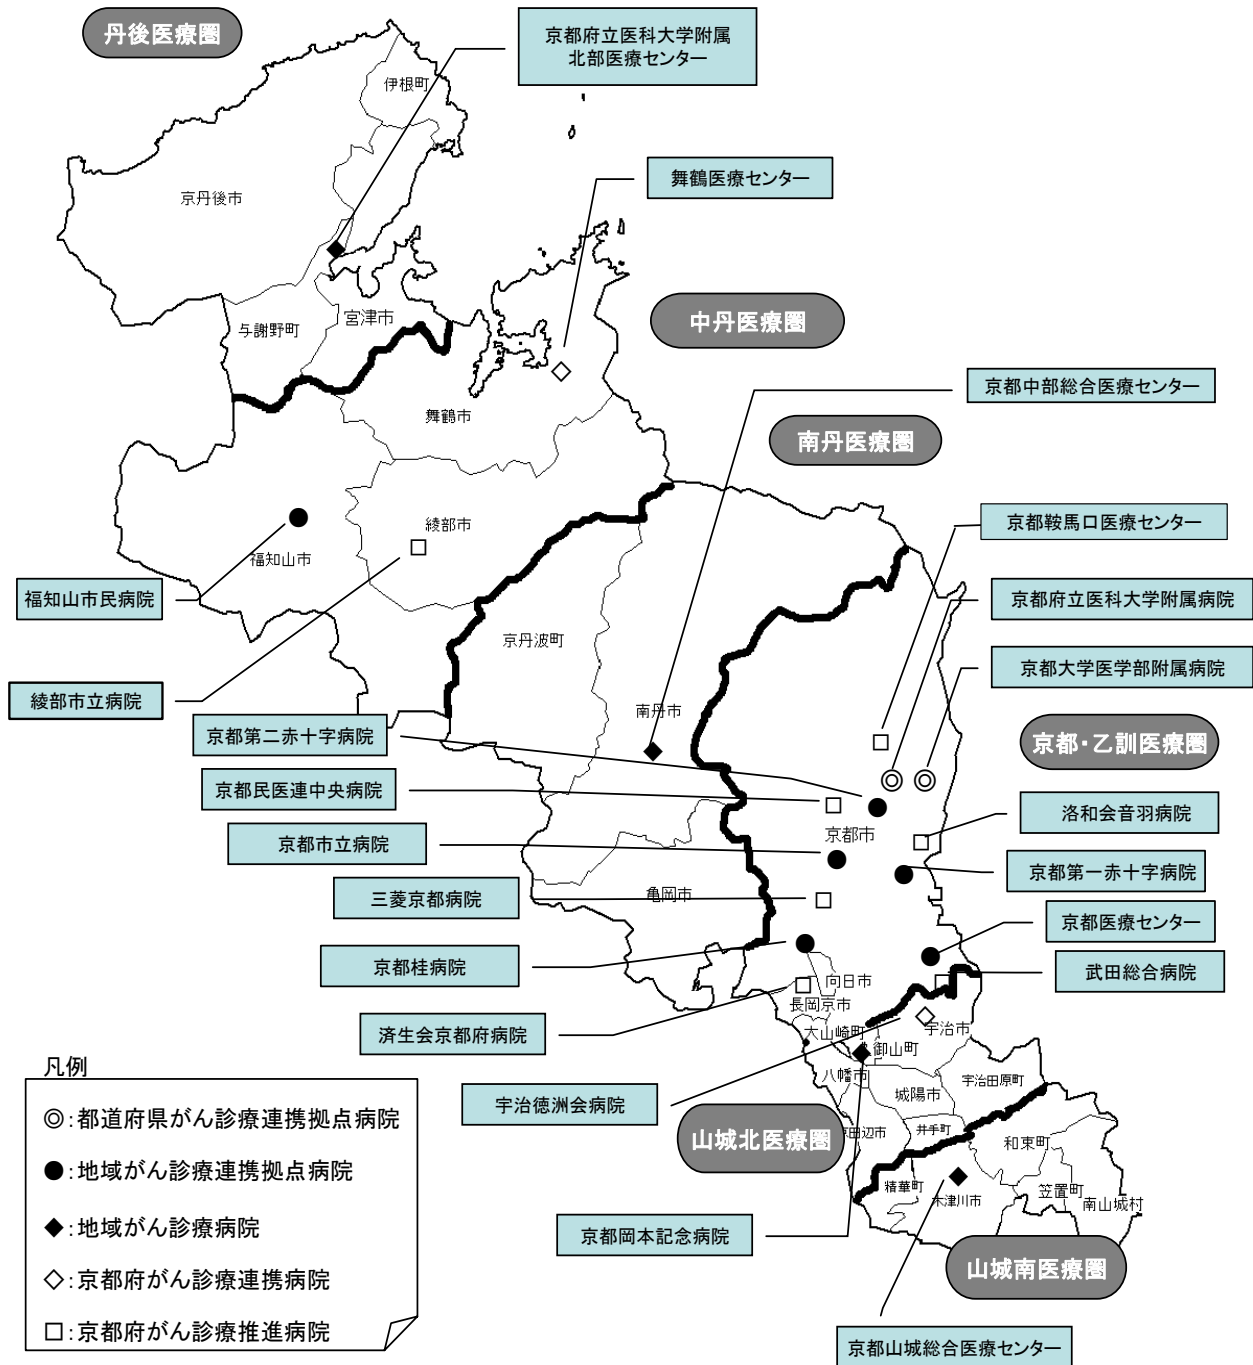 丹後医療圏
京都府立医科大学附属
北部医療センター
伊根町
舞鶴医療センター
京丹後市
中丹医療圏
宮津市
与謝野町
京都中部総合医療センター
舞鶴市
南丹医療圏
京都鞍馬口医療センター
綾部市
福知山市
福知山市民病院
京都府立医科大学附属病院
京丹波町
京都大学医学部附属病院
綾部市立病院
南丹市
京都第二赤十字病院
京都・乙訓医療圏
京都民医連中央病院
洛和会音羽病院
京都市
京都市立病院
京都第一赤十字病院
三菱京都病院
亀岡市
京都医療センター
京都桂病院
武田総合病院
向日市
長岡京市
済生会京都府病院
大山崎町
宇治市
御山町
八幡市
宇治田原町
城陽市
宇治徳洲会病院
山城北医療圏
田辺市
井手町
和束町
精華町
笠置町
木津川市
南山城村
京都岡本記念病院
山城南医療圏
京都山城総合医療センター
凡例
◎:都道府県がん診療連携拠点病院
●:地域がん診療連携拠点病院
◆:地域がん診療病院
◇:京都府がん診療連携病院
□:京都府がん診療推進病院